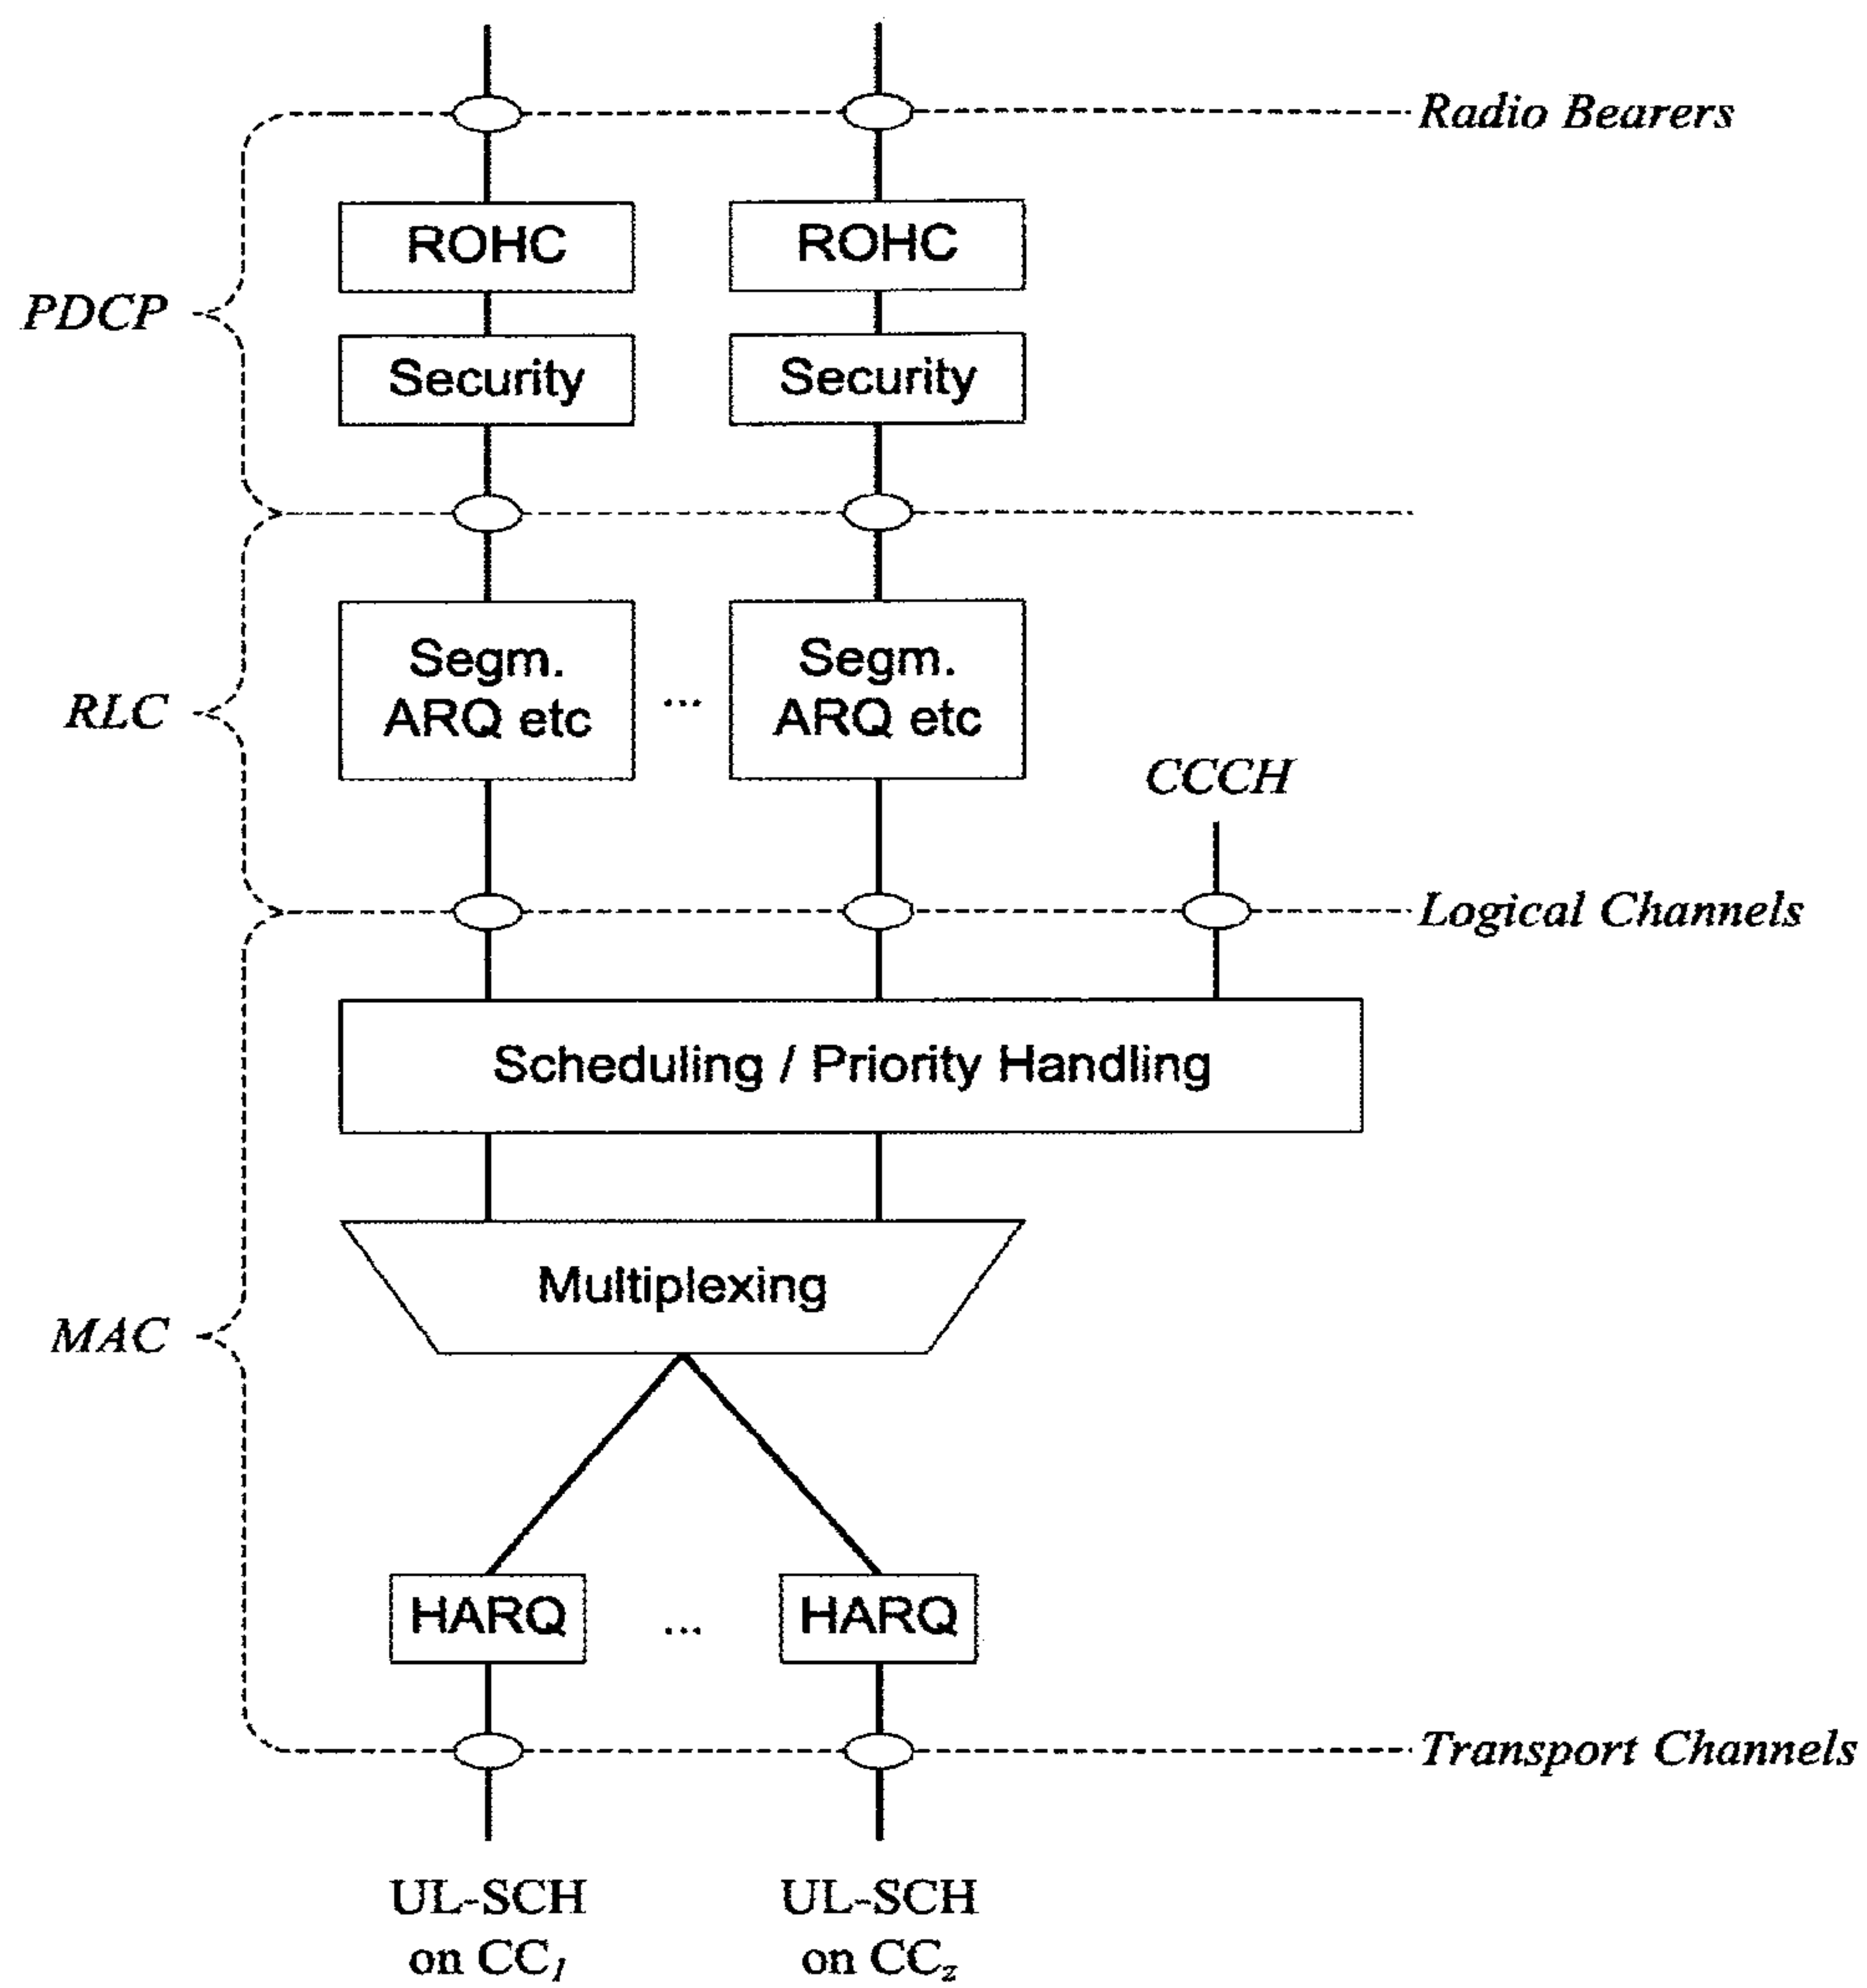 Radio Bearers
ROHC
ROHC
PDCP
Security
Security
Segm.
ARQ etc
...
Segm.
ARQ etc
RLC
CCCH
Logical Channels
Scheduling / Priority Handling
Multiplexing
MAC
HARQ
...
HARQ
Transport Channels
UL-SCH
on CC1
UL-SCH
on CCz